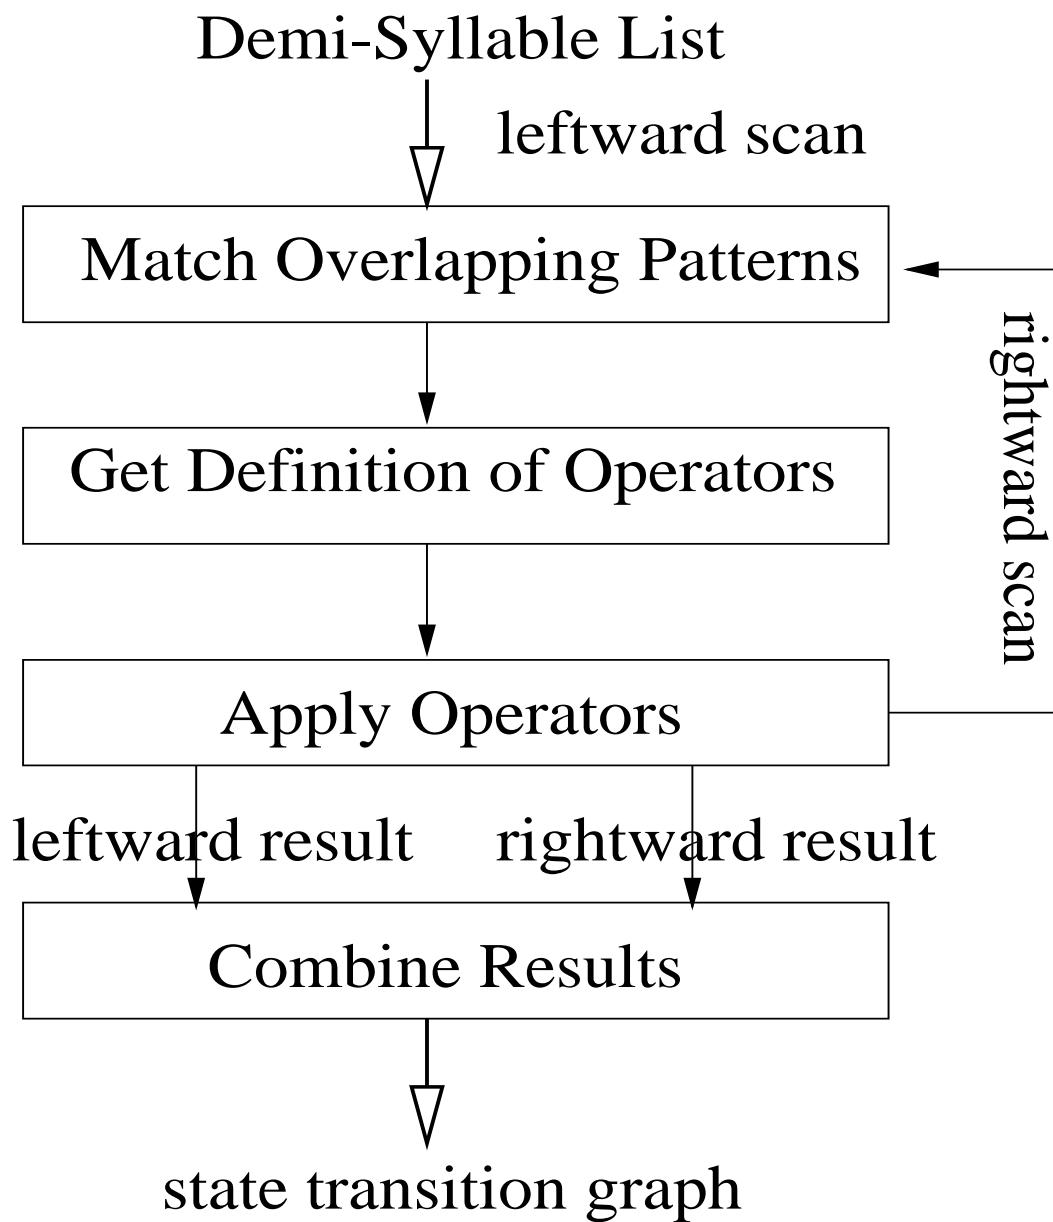 Demi-Syllable List
leftward scan
Match Overlapping Patterns
rightward scan
Get Definition of Operators
Apply Operators
leftward result
rightward result
Combine Results
state transition graph